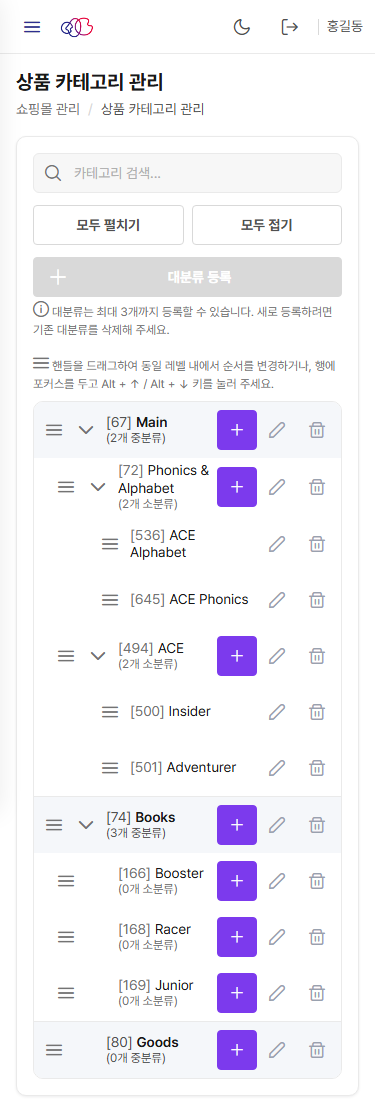 홍길동
상품 카테고리 관리
쇼핑몰 관리 / 상품 카테고리 관리
카테고리 검색...
모두 펼치기 모두 접기
대분류 등록
대분류는 최대 3개까지 등록할 수 있습니다. 새로 등록하려면
기존 대분류를 삭제해 주세요.
핸들을 드래그하여 동일 레벨 내에서 순서를 변경하거나, 행에
포커스를 두고 Alt + ↑ / Alt + ↓ 키를 눌러 주세요.
[67] Main
(2개 중분류)
[72] Phonics &
Alphabet
(2개 소분류)
[536] ACE
Alphabet
[645] ACE Phonics
[494] ACE
(2개 소분류)
[500] Insider
[501] Adventurer
[74] Books
(3개 중분류)
[166] Booster
(0개 소분류)
[168] Racer
(0개 소분류)
[169] Junior
(0개 소분류)
[80] Goods
(0개 중분류)